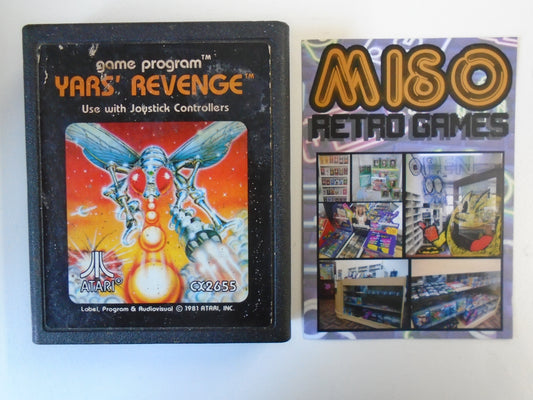 game program™
YARS' REVENGE™
Use with Joystick Controllers
ATARI®
CX2655
Label, Program & Audiovisual © 1981 ATARI, INC.
MISO
RETRO GAMES